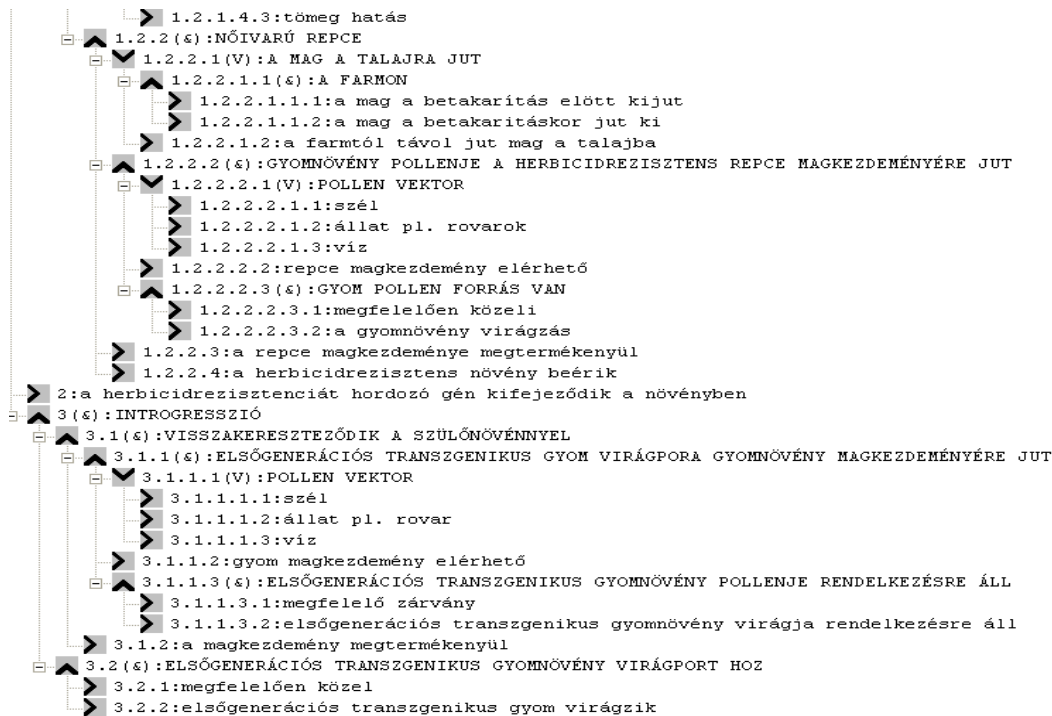 1.2.1.4.3:tömeg hatás
1.2.2(&):NŐIVARÚ REPCE
1.2.2.1(V):A MAG A TALAJRA JUT
1.2.2.1.1(&):A FARMON
1.2.2.1.1.1:a mag a betakarítás elött kijut
1.2.2.1.1.2:a mag a betakarításkor jut ki
1.2.2.1.2:a farmtól távol jut mag a talajba
1.2.2.2(&):GYOMNÖVÉNY POLLENJE A HERBICIDREZISZTENS REPCE MAGKEZDEMÉNYÉRE JUT
1.2.2.2.1(V):POLLEN VEKTOR
1.2.2.2.1.1:szél
1.2.2.2.1.2:állat pl. rovarok
1.2.2.2.1.3:víz
1.2.2.2.2:repce magkezdemény elérhető
1.2.2.2.3(&):GYOM POLLEN FORRÁS VAN
1.2.2.2.3.1:megfelelően közeli
1.2.2.2.3.2:a gyomnövény virágzás
1.2.2.3:a repce magkezdeménye megtermékenyül
1.2.2.4:a herbicidrezisztens növény beérik
2:a herbicidrezisztenciát hordozó gén kifejeződik a növényben
3(&):INTROGRESSZIÓ
3.1(&):VISSZAKERESZTEZŐDIK A SZÜLŐNÖVÉNNYEL
3.1.1(&):ELSŐGENERÁCIÓS TRANSZGENIKUS GYOM VIRÁGPORA GYOMNÖVÉNY MAGKEZDEMÉNYÉRE JUT
3.1.1.1(V):POLLEN VEKTOR
3.1.1.1.1:szél
3.1.1.1.2:állat pl. rovar
3.1.1.1.3:víz
3.1.1.2:gyom magkezdemény elérhető
3.1.1.3(&):ELSŐGENERÁCIÓS TRANSZGENIKUS GYOMNÖVÉNY POLLENJE RENDELKEZÉSRE ÁLL
3.1.1.3.1:megfelelő zárvány
3.1.1.3.2:elsőgenerációs transzgenikus gyomnövény virágja rendelkezésre áll
3.1.2:a magkezdemény megtermékenyül
3.2(&):ELSŐGENERÁCIÓS TRANSZGENIKUS GYOMNÖVÉNY VIRÁGPORT HOZ
3.2.1:megfelelően közel
3.2.2:elsőgenerációs transzgenikus gyom virágzik